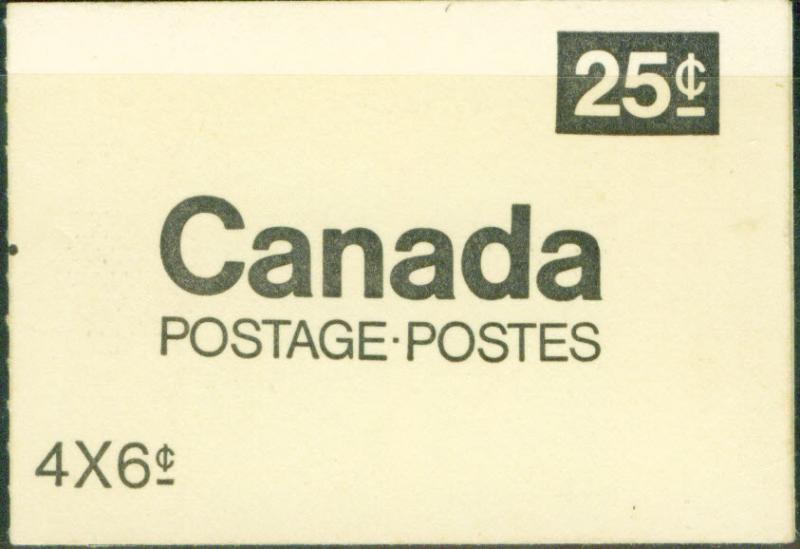 25¢
Canada
POSTAGE·POSTES
4X6¢